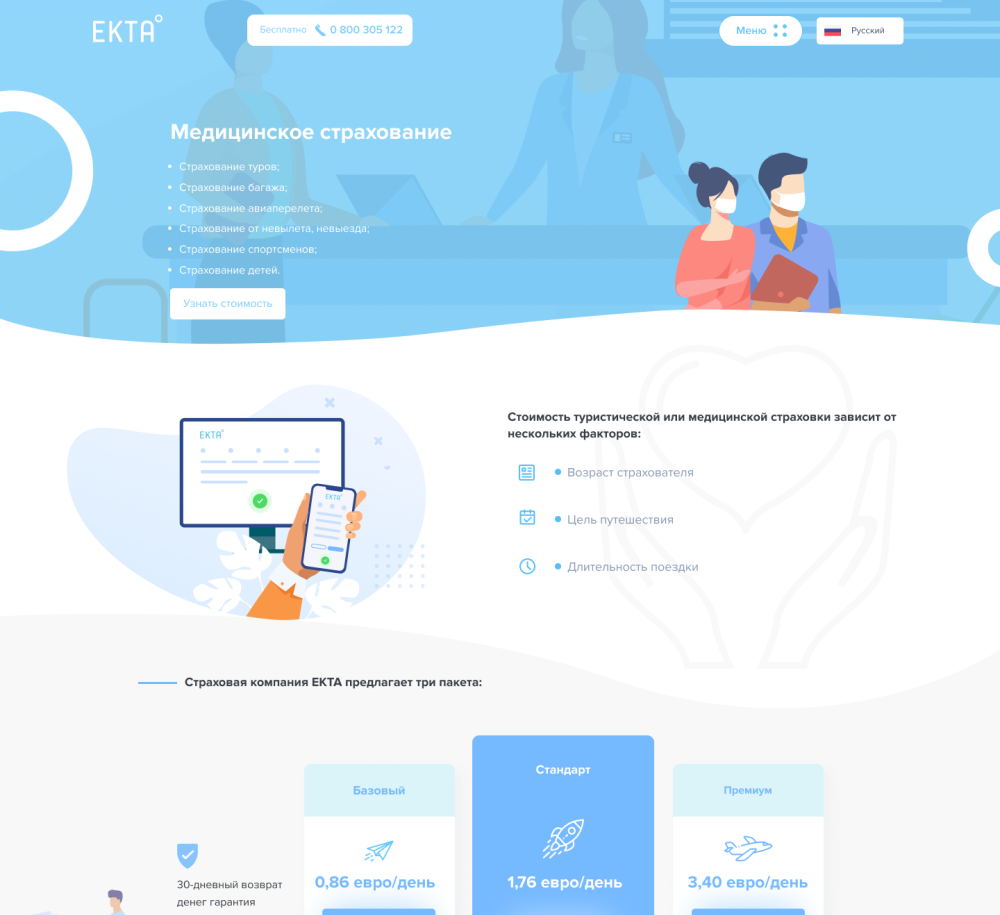 EKTA°
Бесплатно 0 800 305 122
Меню
Русский
Медицинское страхование
• Страхование туров;
• Страхование багажа;
• Страхование авиаперелета;
• Страхование от невылета, невыезда;
• Страхование спортсменов;
• Страхование детей.
Узнать стоимость
EKTA°
EKTA°
Стоимость туристической или медицинской страховки зависит от
нескольких факторов:
• Возраст страхователя
• Цель путешествия
• Длительность поездки
Страховая компания ЕКТА предлагает три пакета:
Базовый
Стандарт
Премиум
30-дневный возврат
денег гарантия
0,86 евро/день
1,76 евро/день
3,40 евро/день